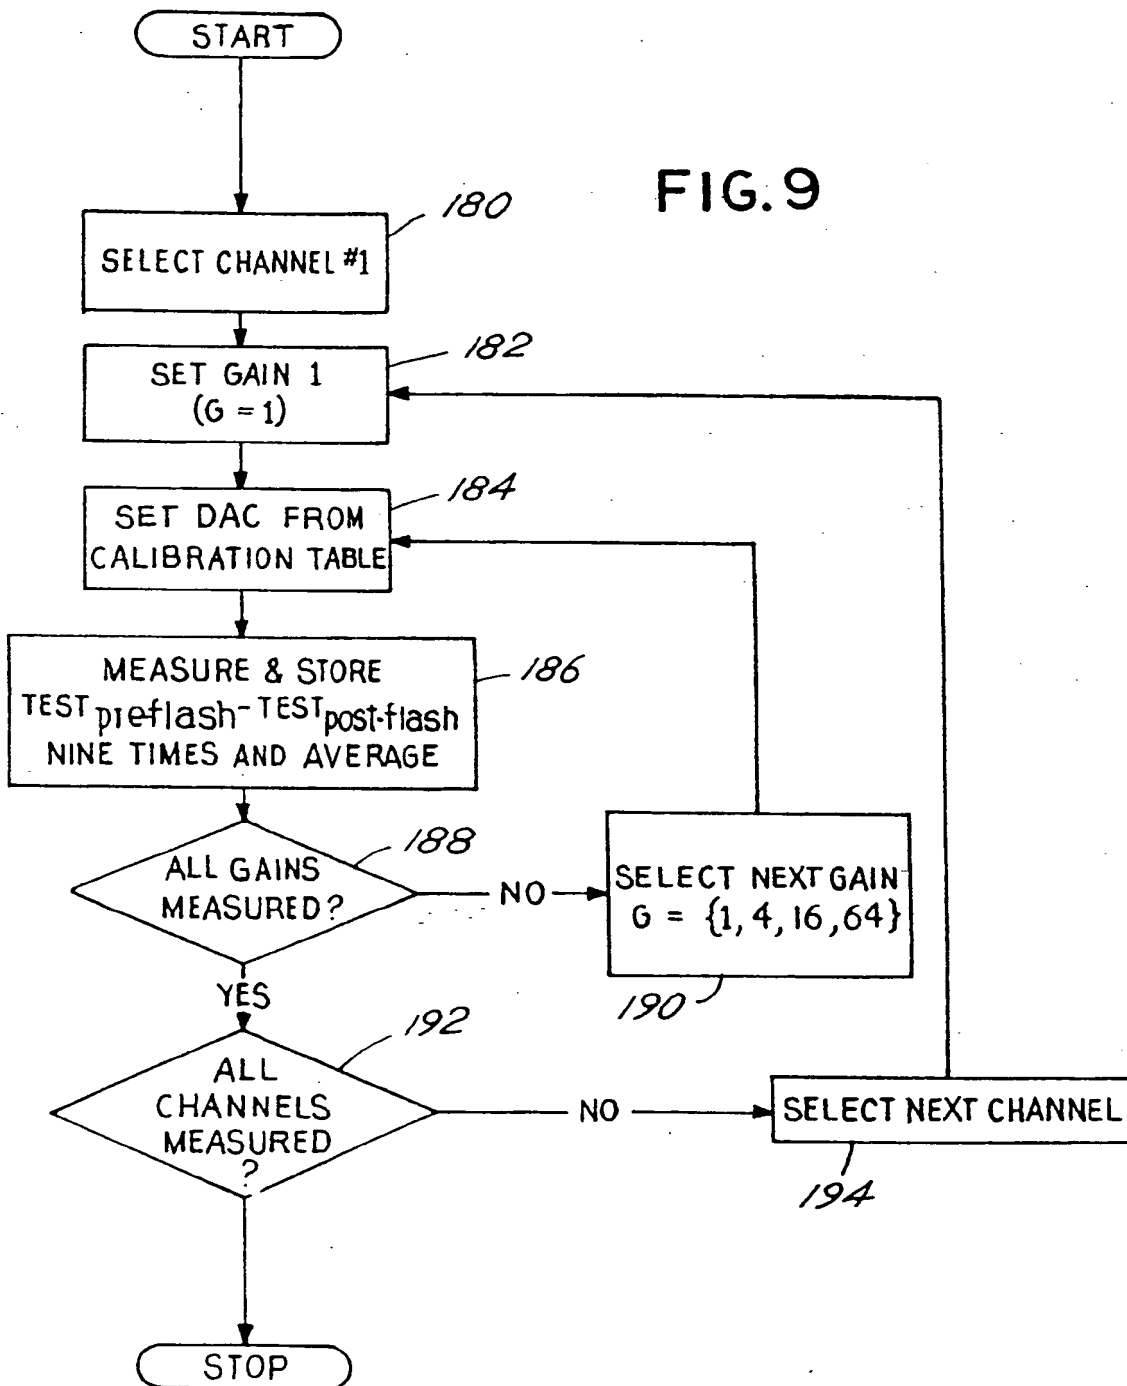 START
FIG. 9
180
SELECT CHANNEL #1
182
SET GAIN 1
(G = 1)
184
SET DAC FROM
CALIBRATION TABLE
186
MEASURE & STORE
TEST preflash - TEST post-flash
NINE TIMES AND AVERAGE
188
ALL GAINS
MEASURED?
NO
SELECT NEXT GAIN
G = {1, 4, 16, 64}
190
YES
192
ALL
CHANNELS
MEASURED
?
NO
SELECT NEXT CHANNEL
194
STOP